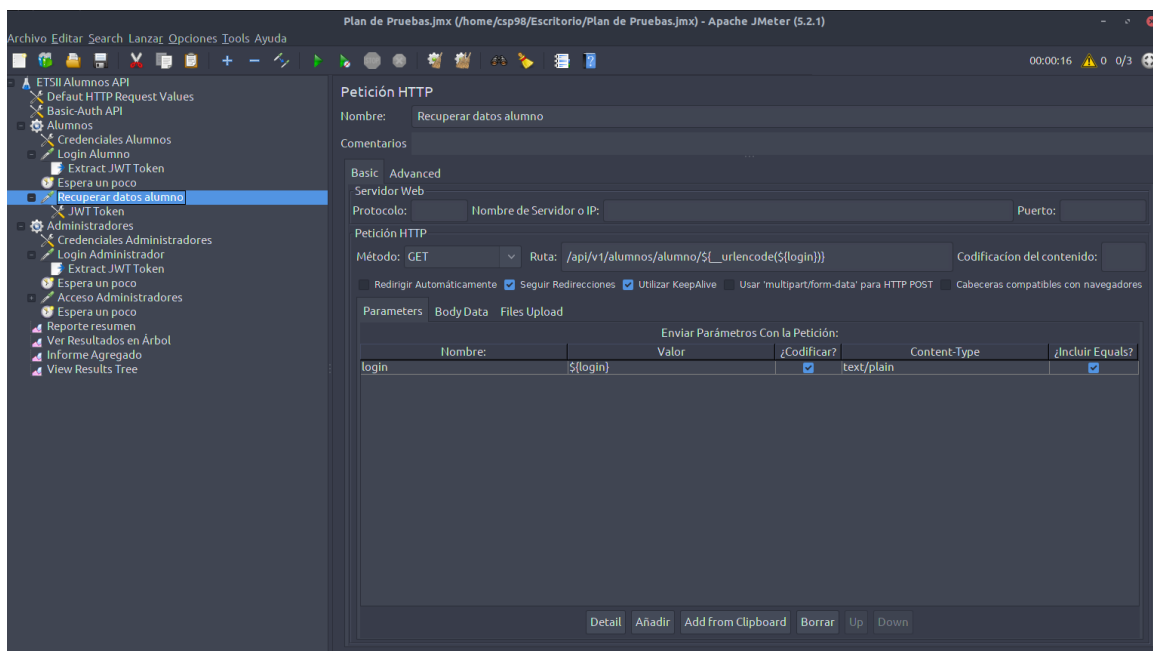 Plan de Pruebas.jmx (/home/csp98/Escritorio/Plan de Pruebas.jmx) - Apache JMeter (5.2.1)
Archivo Editar Search Lanzar Opciones Tools Ayuda
00:00:16 0 0/3
ETSII Alumnos API
Defaut HTTP Request Values
Basic-Auth API
Alumnos
Credenciales Alumnos
Login Alumno
Extract JWT Token
Espera un poco
Recuperar datos alumno
JWT Token
Administradores
Credenciales Administradores
Login Administrador
Extract JWT Token
Espera un poco
Acceso Administradores
Espera un poco
Reporte resumen
Ver Resultados en Árbol
Informe Agregado
View Results Tree
Petición HTTP
Nombre: Recuperar datos alumno
Comentarios
Basic Advanced
Servidor Web
Protocolo: Nombre de Servidor o IP: Puerto:
Petición HTTP
Método: GET Ruta: /api/v1/alumnos/alumno/${__urlencode(${login})} Codificacion del contenido:
Redirigir Automáticamente Seguir Redirecciones Utilizar KeepAlive Usar 'multipart/form-data' para HTTP POST Cabeceras compatibles con navegadores
Parameters Body Data Files Upload
Enviar Parámetros Con la Petición:
Nombre: Valor ¿Codificar? Content-Type ¿Incluir Equals?
login ${login} text/plain
Detail Añadir Add from Clipboard Borrar Up Down